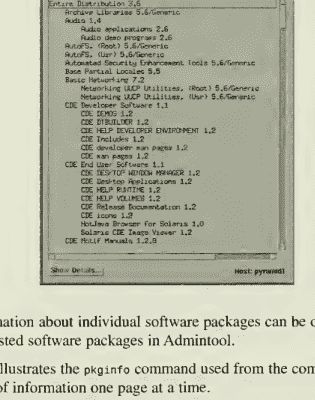 Entire Distribution 3.6
Archive Libraries 5.6/Generic
Audio 1.4
Audio applications 2.6
Audio demo programs 2.6
AutoFS, (Root) 5.6/Generic
AutoFS, (Usr) 5.6/Generic
Automated Security Enhancement Tools 5.6/Generic
Base Partial Locales 5.5
Basic Networking 7.2
Networking UUCP Utilities, (Root) 5.6/Generic
Networking UUCP Utilities, (Usr) 5.6/Generic
CDE Developer Software 1.1
CDE DEMOS 1.2
CDE DTBUILDER 1.2
CDE HELP DEVELOPER ENVIRONMENT 1.2
CDE Includes 1.2
CDE developer man pages 1.2
CDE man pages 1.2
CDE End User Software 1.1
CDE DESKTOP WINDOW MANAGER 1.2
CDE Desktop Applications 1.2
CDE HELP RUNTIME 1.2
CDE HELP VOLUMES 1.2
CDE Release Documentation 1.2
CDE icons 1.2
HotJava Browser for Solaris 1.0
Solaris CDE Image Viewer 1.2
CDE Motif Manuals 1.2.8
Show Details... Host: pyramid1
nation about individual software packages can be o
sted software packages in Admintool.
llustrates the pkginfo command used from the com
of information one page at a time.